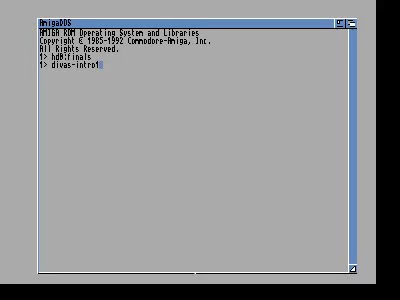 AmigaDOS
AMIGA ROM Operating System and Libraries
Copyright © 1985-1992 Commodore-Amiga, Inc.
All Rights Reserved.
1> hd0:finals
1> divas-intro1